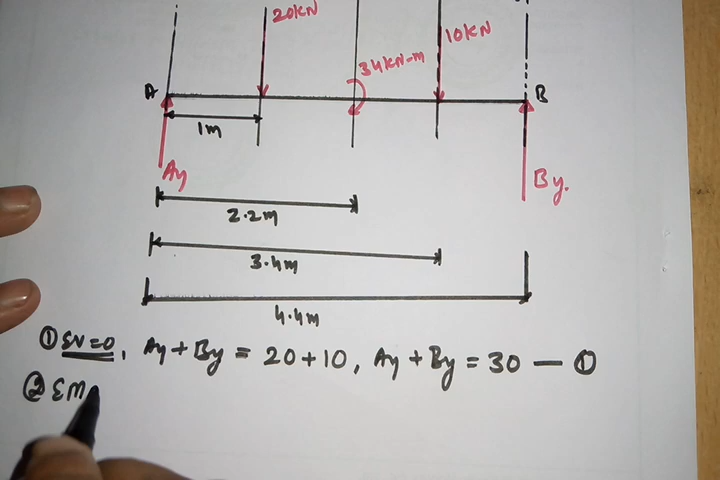 20KN
10KN
34KN-m
A
B
1m
Ay
By.
2.2m
3.4m
4.4m
① ΣV=0, Ay + By = 20+10, Ay + By = 30 — ①
② ΣM